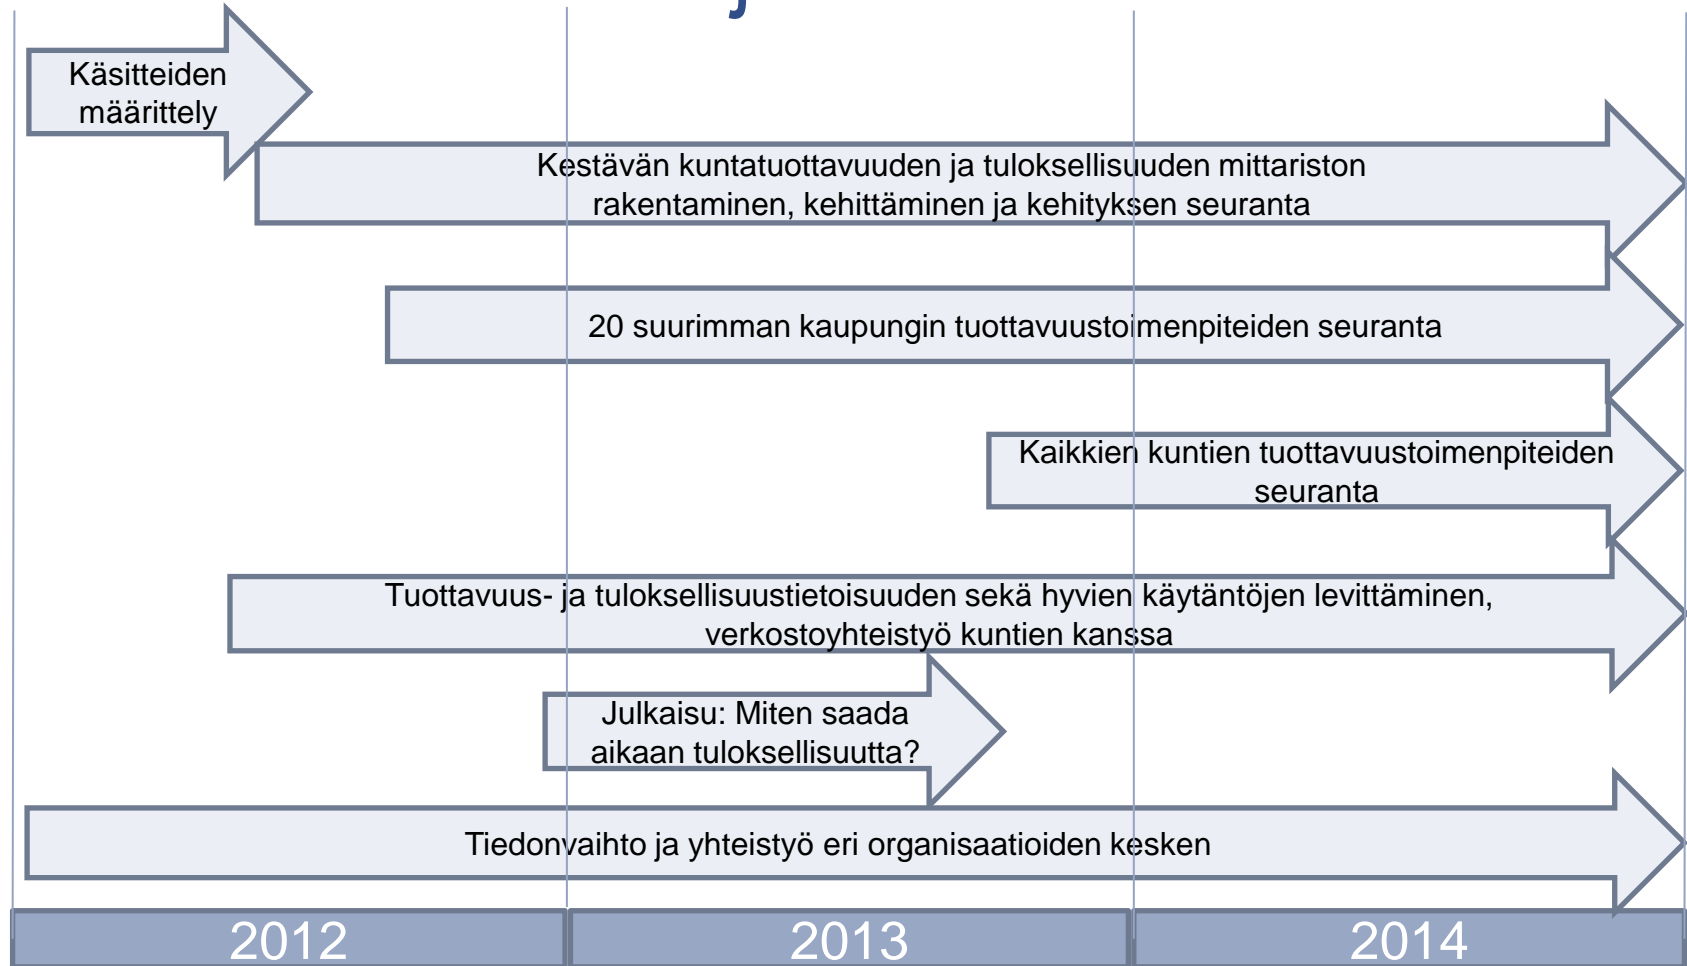 Käsitteiden
määrittely
Kestävän kuntatuottavuuden ja tuloksellisuuden mittariston
rakentaminen, kehittäminen ja kehityksen seuranta
20 suurimman kaupungin tuottavuustoimenpiteiden seuranta
Kaikkien kuntien tuottavuustoimenpiteiden
seuranta
Tuottavuus- ja tuloksellisuustietoisuuden sekä hyvien käytäntöjen levittäminen,
verkostoyhteistyö kuntien kanssa
Julkaisu: Miten saada
aikaan tuloksellisuutta?
Tiedonvaihto ja yhteistyö eri organisaatioiden kesken
2012 2013 2014